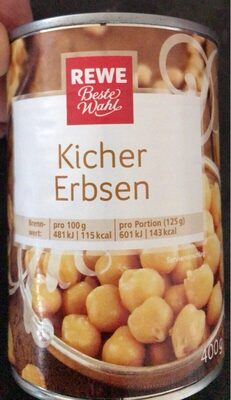 REWE
Beste
Wahl
Kicher
Erbsen
Brenn-
wert:
pro 100 g
481 kJ | 115 kcal
pro Portion (125 g)
601 kJ | 143 kcal
Serviervorschlag
400g